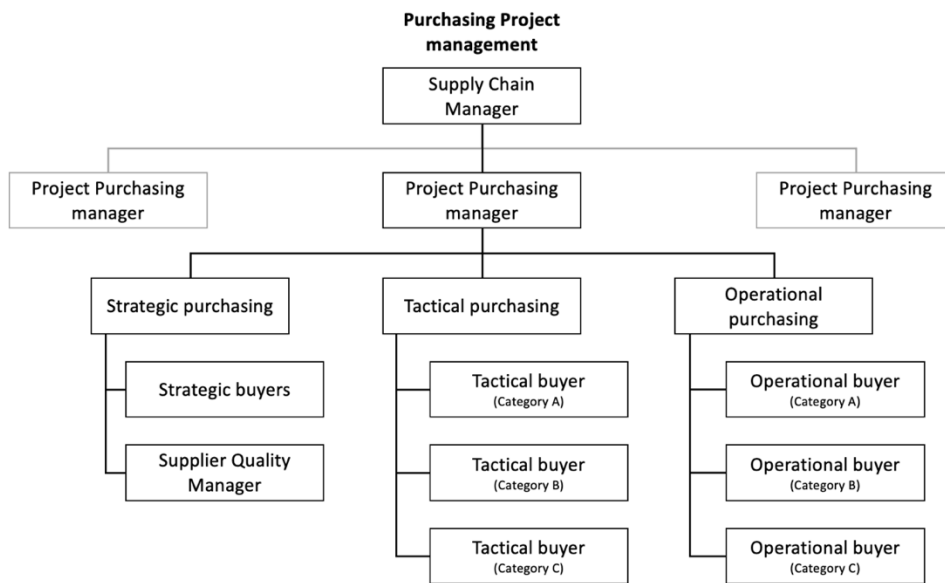 Purchasing Project
management
Supply Chain
Manager
Project Purchasing
manager
Project Purchasing
manager
Project Purchasing
manager
Strategic purchasing
Tactical purchasing
Operational
purchasing
Strategic buyers
Tactical buyer
(Category A)
Operational buyer
(Category A)
Supplier Quality
Manager
Tactical buyer
(Category B)
Operational buyer
(Category B)
Tactical buyer
(Category C)
Operational buyer
(Category C)